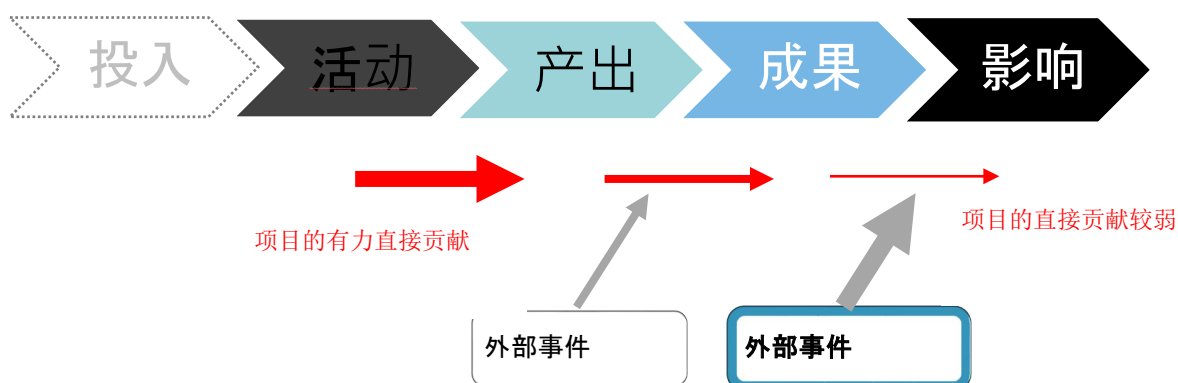 投入
活动
产出
成果
影响
项目的有力直接贡献
项目的直接贡献较弱
外部事件
外部事件